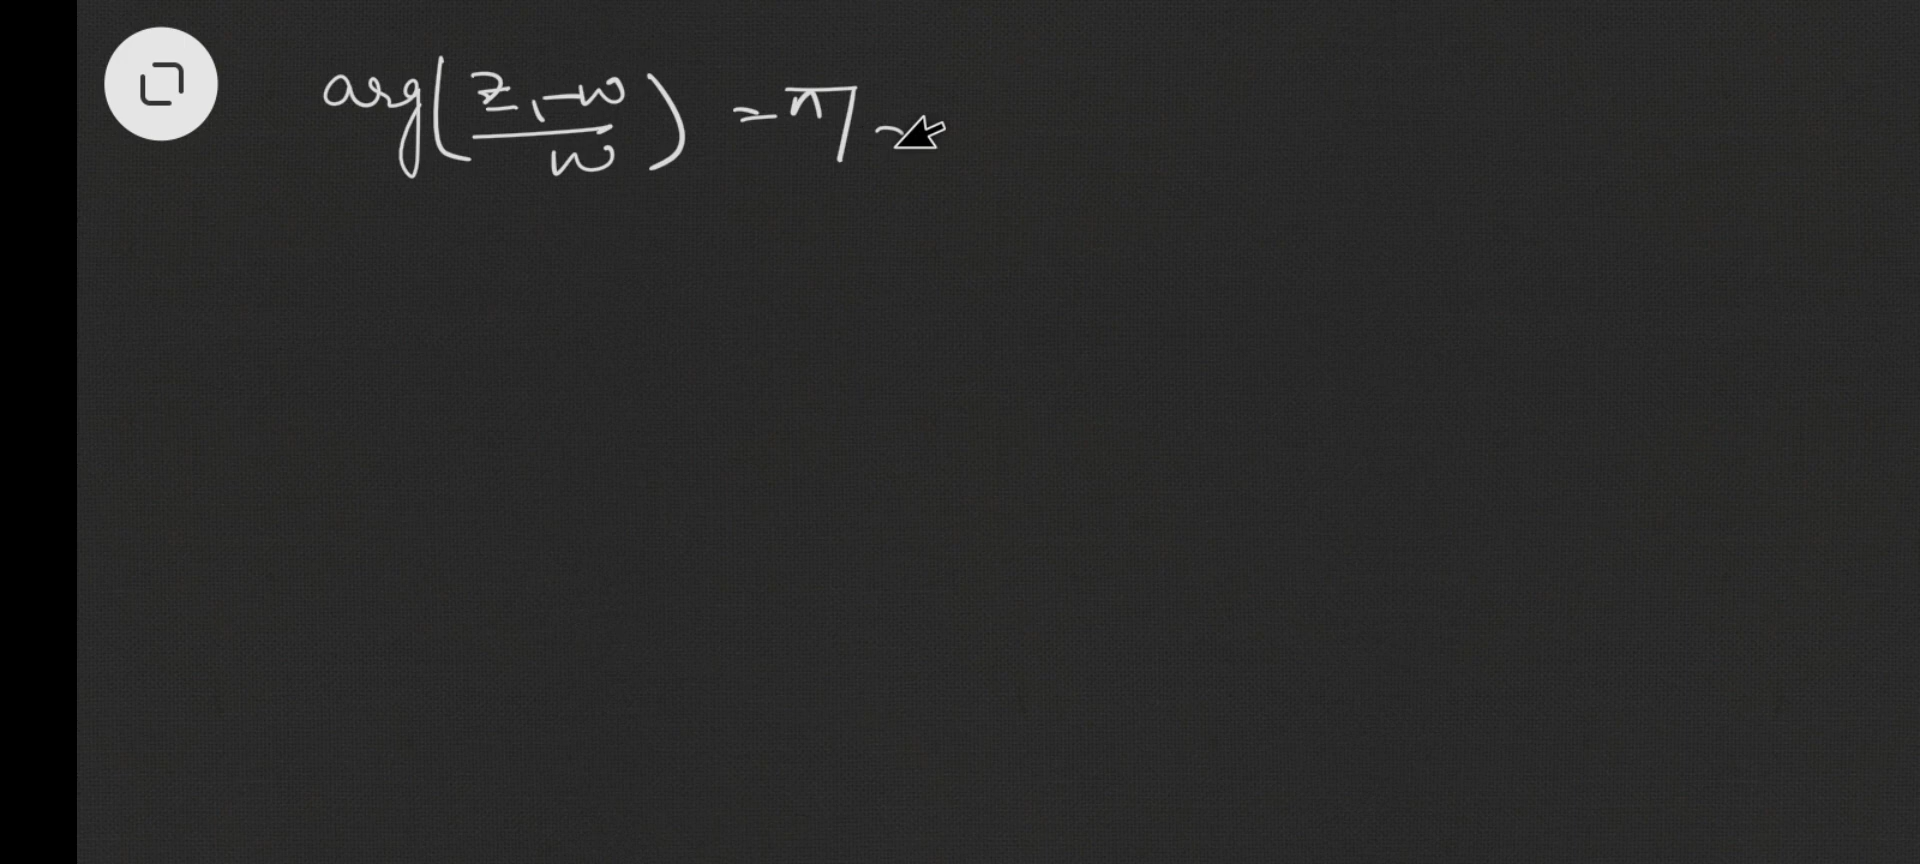 arg(z₁-w/w) = π -